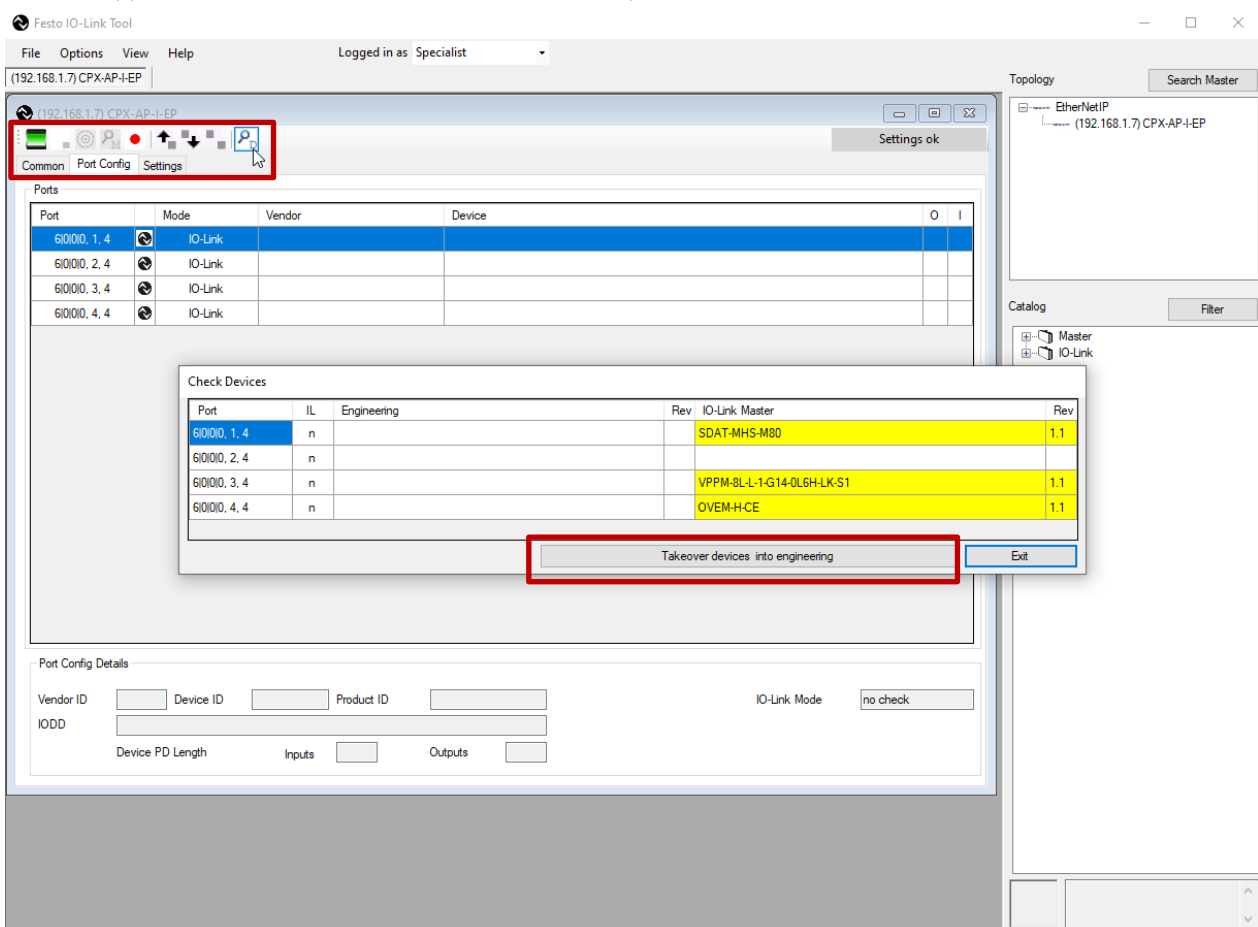 Festo IO-Link Tool
File Options View Help Logged in as Specialist
(192.168.1.7) CPX-AP-I-EP
Topology Search Master
(192.168.1.7) CPX-AP-I-EP
EtherNetIP
(192.168.1.7) CPX-AP-I-EP
M D Settings ok
Common Port Config Settings
Ports
Port Mode Vendor Device O I
6|0|0|0, 1, 4 IO-Link
6|0|0|0, 2, 4 IO-Link
6|0|0|0, 3, 4 IO-Link
6|0|0|0, 4, 4 IO-Link
Catalog Filter
Master
IO-Link
Check Devices
Port IL Engineering Rev IO-Link Master Rev
6|0|0|0, 1, 4 n SDAT-MHS-M80 1.1
6|0|0|0, 2, 4 n
6|0|0|0, 3, 4 n VPPM-8L-L-1-G14-0L6H-LK-S1 1.1
6|0|0|0, 4, 4 n OVEM-H-CE 1.1
Takeover devices into engineering Exit
Port Config Details
Vendor ID Device ID Product ID IO-Link Mode no check
IODD
Device PD Length Inputs Outputs